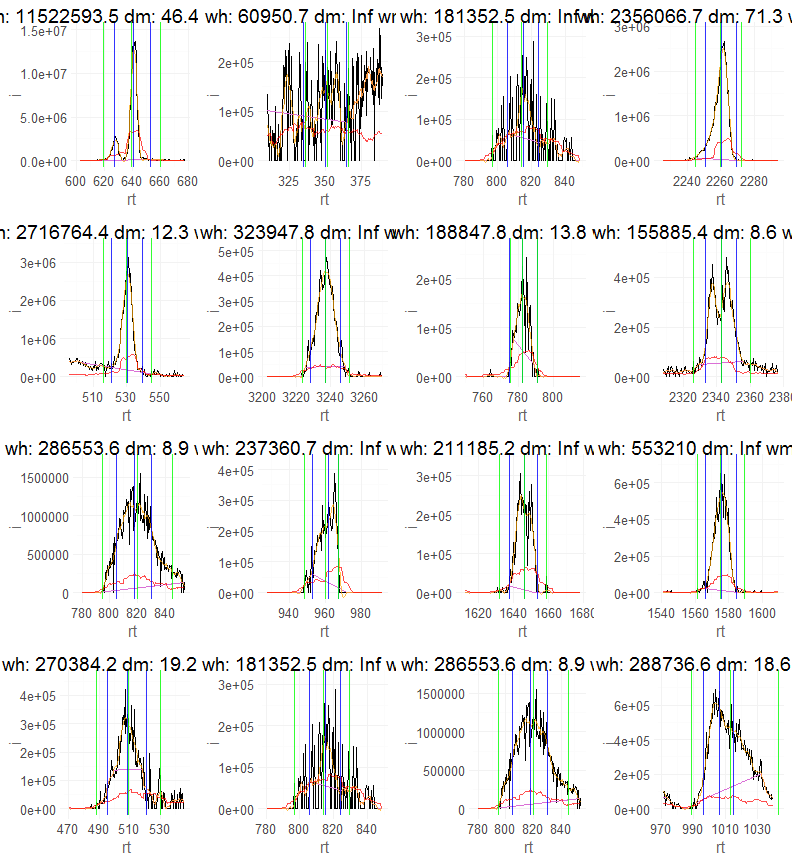 h: 11522593.5 dm: 46.4 wh: 60950.7 dm: Inf wr wh: 181352.5 dm: Inf wh: 2356066.7 dm: 71.3 w
1.5e+07 1.0e+07 5.0e+06 0.0e+00
2e+05 1e+05 0e+00
3e+05 2e+05 1e+05 0e+00
3e+06 2e+06 1e+06 0e+00
600 620 640 660 680
325 350 375
780 800 820 840
2240 2260 2280
rt rt rt rt
h: 2716764.4 dm: 12.3 w wh: 323947.8 dm: Inf w wh: 188847.8 dm: 13.8 wh: 155885.4 dm: 8.6 w
3e+06 2e+06 1e+06 0e+00
5e+05 4e+05 3e+05 2e+05 1e+05 0e+00
2e+05 1e+05 0e+00
4e+05 2e+05 0e+00
510 530 550
3200 3220 3240 3260
760 780 800
2320 2340 2360 2380
rt rt rt rt
wh: 286553.6 dm: 8.9 wh: 237360.7 dm: Inf w wh: 211185.2 dm: Inf w wh: 553210 dm: Inf wm
1500000 1000000 500000 0
4e+05 3e+05 2e+05 1e+05 0e+00
3e+05 2e+05 1e+05 0e+00
6e+05 4e+05 2e+05 0e+00
780 800 820 840
940 960 980
1620 1640 1660 1680
1540 1560 1580 1600
rt rt rt rt
wh: 270384.2 dm: 19.2 wh: 181352.5 dm: Inf w wh: 286553.6 dm: 8.9 wh: 288736.6 dm: 18.6
4e+05 3e+05 2e+05 1e+05 0e+00
3e+05 2e+05 1e+05 0e+00
1500000 1000000 500000 0
6e+05 4e+05 2e+05 0e+00
470 490 510 530
780 800 820 840
780 800 820 840
970 990 1010 1030
rt rt rt rt